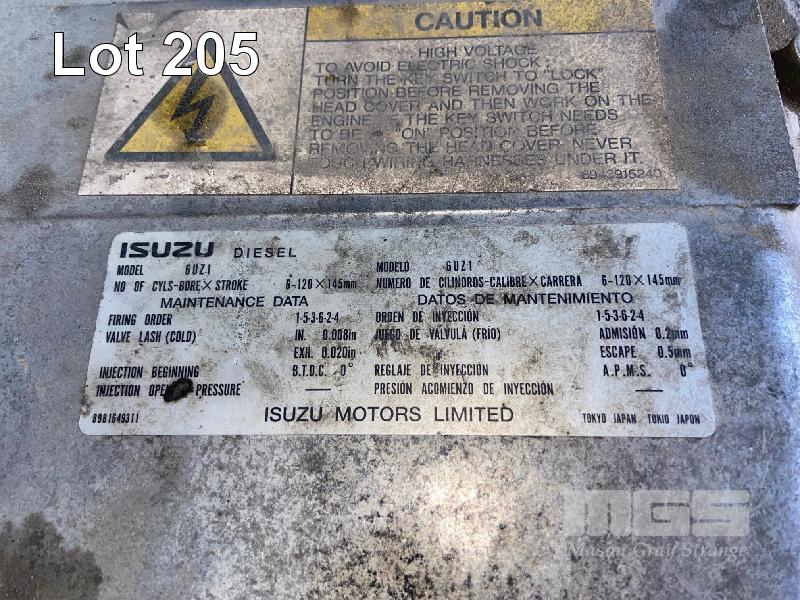 Lot 205
CAUTION
HIGH VOLTAGE
TO AVOID ELECTRIC SHOCK;
TURN THE KEY SWITCH TO "LOCK"
POSITION BEFORE REMOVING THE
HEAD COVER AND THEN WORK ON THE
ENGINE. IF THE KEY SWITCH NEEDS
TO BE "ON" POSITION BEFORE
REMOVING THE HEAD COVER, NEVER
TOUCH WIRING HARNESSES UNDER IT.
8943915240
ISUZU DIESEL
MODEL 6UZ1 MODELO 6UZ1
NO OF CYLS-BORE×STROKE 6-120×145mm NUMERO DE CILINDROS-CALIBRE×CARRERA 6-120×145mm
MAINTENANCE DATA DATOS DE MANTENIMIENTO
FIRING ORDER 1-5-3-6-2-4 ORDEN DE INYECCIÓN 1-5-3-6-2-4
VALVE LASH (COLD) IN. 0.008in JUEGO DE VALVULA (FRIO) ADMISIÓN 0.2mm
EXH. 0.020in ESCAPE 0.5mm
INJECTION BEGINNING B.T.D.C. 0° REGLAJE DE INYECCIÓN A.P.M.S. 0°
INJECTION PRESSURE — PRESIÓN ACOMIENZO DE INYECCIÓN —
8981649311 ISUZU MOTORS LIMITED TOKYO JAPAN TOKIO JAPON
MGS
Mason Gray Strange